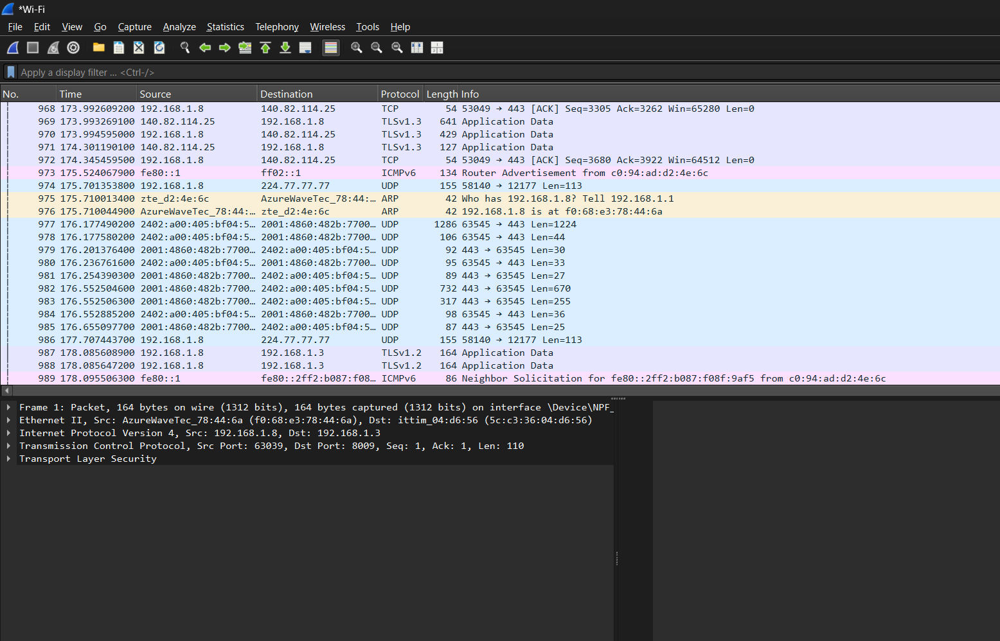 *Wi-Fi
File Edit View Go Capture Analyze Statistics Telephony Wireless Tools Help
Apply a display filter ... <Ctrl-/>
No. Time Source Destination Protocol Length Info
968 173.992609200 192.168.1.8 140.82.114.25 TCP 54 53049 → 443 [ACK] Seq=3305 Ack=3262 Win=65280 Len=0
969 173.993269100 140.82.114.25 192.168.1.8 TLSv1.3 641 Application Data
970 173.994595000 192.168.1.8 140.82.114.25 TLSv1.3 429 Application Data
971 174.301190100 140.82.114.25 192.168.1.8 TLSv1.3 127 Application Data
972 174.345459500 192.168.1.8 140.82.114.25 TCP 54 53049 → 443 [ACK] Seq=3680 Ack=3922 Win=64512 Len=0
973 175.524067900 fe80::1 ff02::1 ICMPv6 134 Router Advertisement from c0:94:ad:d2:4e:6c
974 175.701353800 192.168.1.8 224.77.77.77 UDP 155 58140 → 12177 Len=113
975 175.710013400 zte_d2:4e:6c AzureWaveTec_78:44:… ARP 42 Who has 192.168.1.8? Tell 192.168.1.1
976 175.710044900 AzureWaveTec_78:44:… zte_d2:4e:6c ARP 42 192.168.1.8 is at f0:68:e3:78:44:6a
977 176.177490200 2402:a00:405:bf04:5… 2001:4860:482b:7700… UDP 1286 63545 → 443 Len=1224
978 176.177580200 2402:a00:405:bf04:5… 2001:4860:482b:7700… UDP 106 63545 → 443 Len=44
979 176.201376400 2001:4860:482b:7700… 2402:a00:405:bf04:5… UDP 92 443 → 63545 Len=30
980 176.236761600 2402:a00:405:bf04:5… 2001:4860:482b:7700… UDP 95 63545 → 443 Len=33
981 176.254390300 2001:4860:482b:7700… 2402:a00:405:bf04:5… UDP 89 443 → 63545 Len=27
982 176.552504600 2001:4860:482b:7700… 2402:a00:405:bf04:5… UDP 732 443 → 63545 Len=670
983 176.552506300 2001:4860:482b:7700… 2402:a00:405:bf04:5… UDP 317 443 → 63545 Len=255
984 176.552885200 2402:a00:405:bf04:5… 2001:4860:482b:7700… UDP 98 63545 → 443 Len=36
985 176.655097700 2001:4860:482b:7700… 2402:a00:405:bf04:5… UDP 87 443 → 63545 Len=25
986 177.707443700 192.168.1.8 224.77.77.77 UDP 155 58140 → 12177 Len=113
987 178.085608900 192.168.1.8 192.168.1.3 TLSv1.2 164 Application Data
988 178.085647200 192.168.1.8 192.168.1.3 TLSv1.2 164 Application Data
989 178.095506300 fe80::1 fe80::2ff2:b087:f08… ICMPv6 86 Neighbor Solicitation for fe80::2ff2:b087:f08f:9af5 from c0:94:ad:d2:4e:6c
Frame 1: Packet, 164 bytes on wire (1312 bits), 164 bytes captured (1312 bits) on interface \Device\NPF_
Ethernet II, Src: AzureWaveTec_78:44:6a (f0:68:e3:78:44:6a), Dst: ittim_04:d6:56 (5c:c3:36:04:d6:56)
Internet Protocol Version 4, Src: 192.168.1.8, Dst: 192.168.1.3
Transmission Control Protocol, Src Port: 63039, Dst Port: 8009, Seq: 1, Ack: 1, Len: 110
Transport Layer Security